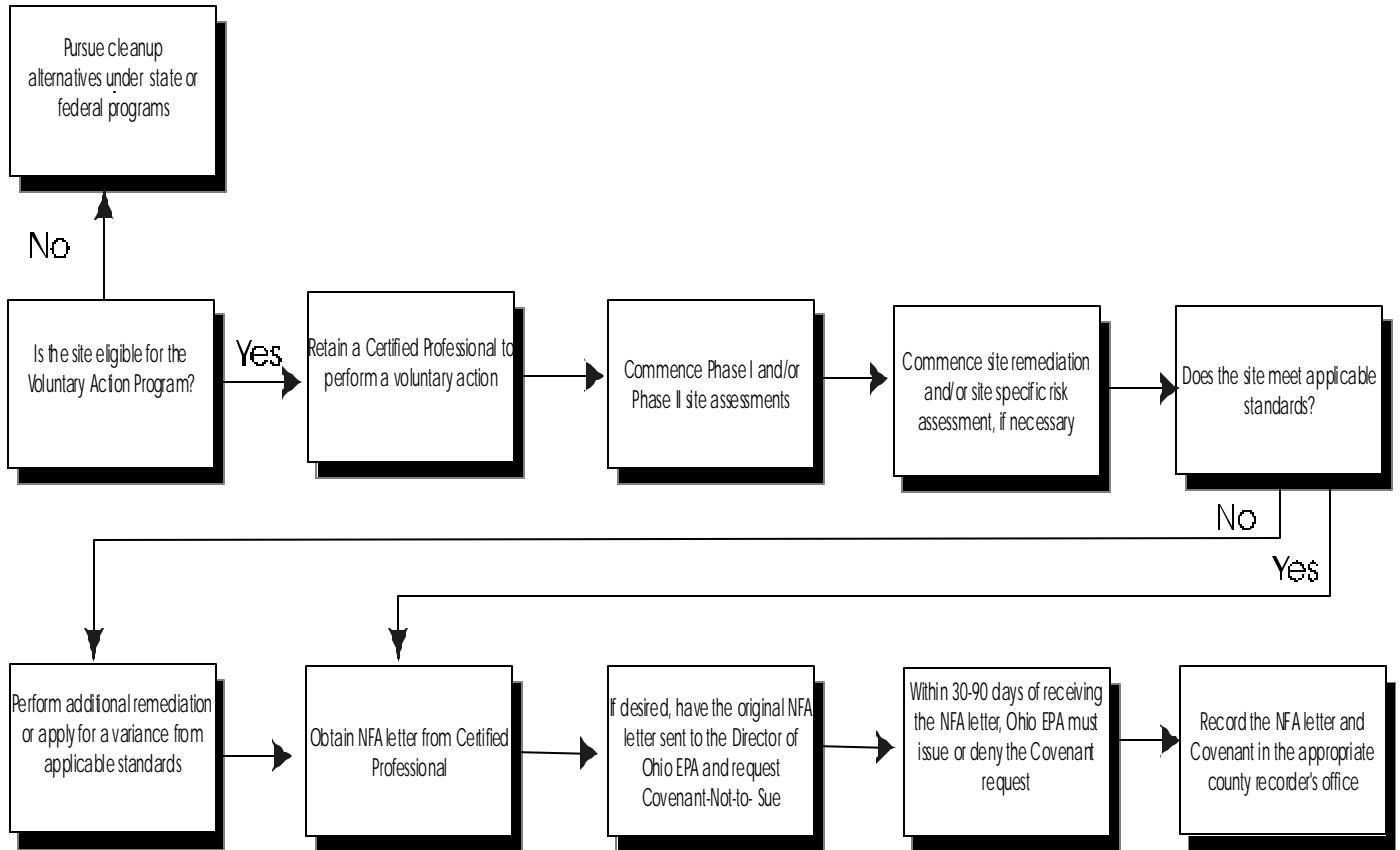 Pursue cleanup
alternatives under state or
federal programs
No
Is the site eligible for the
Voluntary Action Program?
Yes
Retain a Certified Professional to
perform a voluntary action
Commence Phase I and/or
Phase II site assessments
Commence site remediation
and/or site specific risk
assessment, if necessary
Does the site meet applicable
standards?
No
Yes
Perform additional remediation
or apply for a variance from
applicable standards
Obtain NFA letter from Certified
Professional
If desired, have the original NFA
letter sent to the Director of
Ohio EPA and request
Covenant-Not-to- Sue
Within 30-90 days of receiving
the NFA letter, Ohio EPA must
issue or deny the Covenant
request
Record the NFA letter and
Covenant in the appropriate
county recorder's office